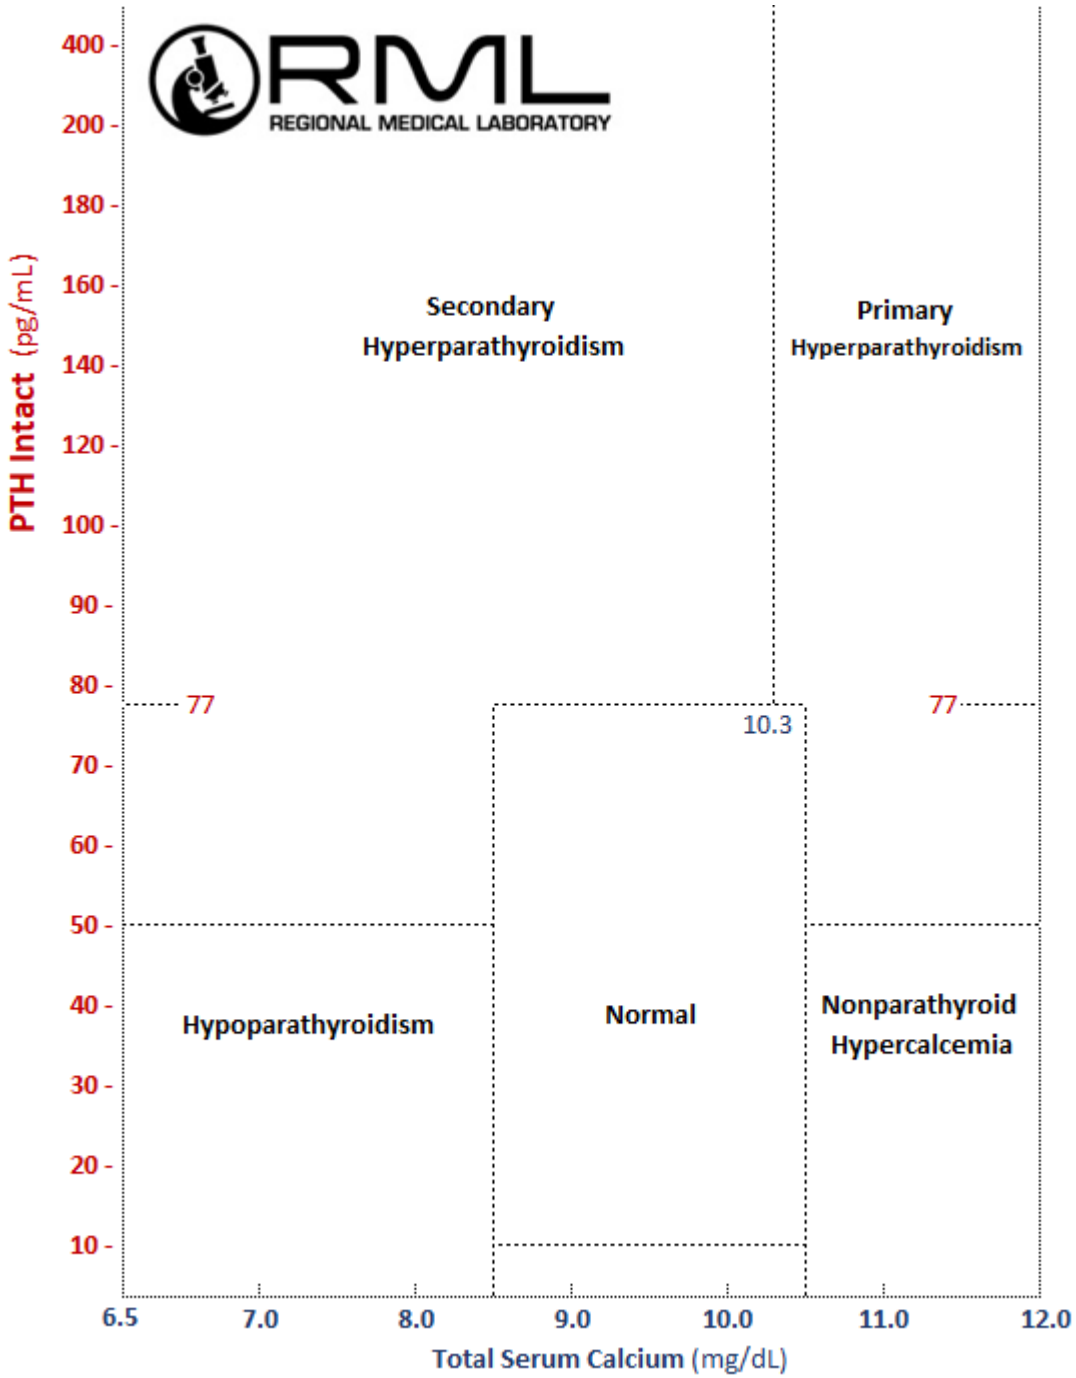 400 -
RML
REGIONAL MEDICAL LABORATORY
200 -
180 -
160 -
140 -
120 -
100 -
90 -
80 -
70 -
60 -
50 -
40 -
30 -
20 -
10 -
PTH Intact (pg/mL)
Secondary
Hyperparathyroidism
Primary
Hyperparathyroidism
77
77
10.3
Hypoparathyroidism
Normal
Nonparathyroid
Hypercalcemia
6.5 7.0 8.0 9.0 10.0 11.0 12.0
Total Serum Calcium (mg/dL)